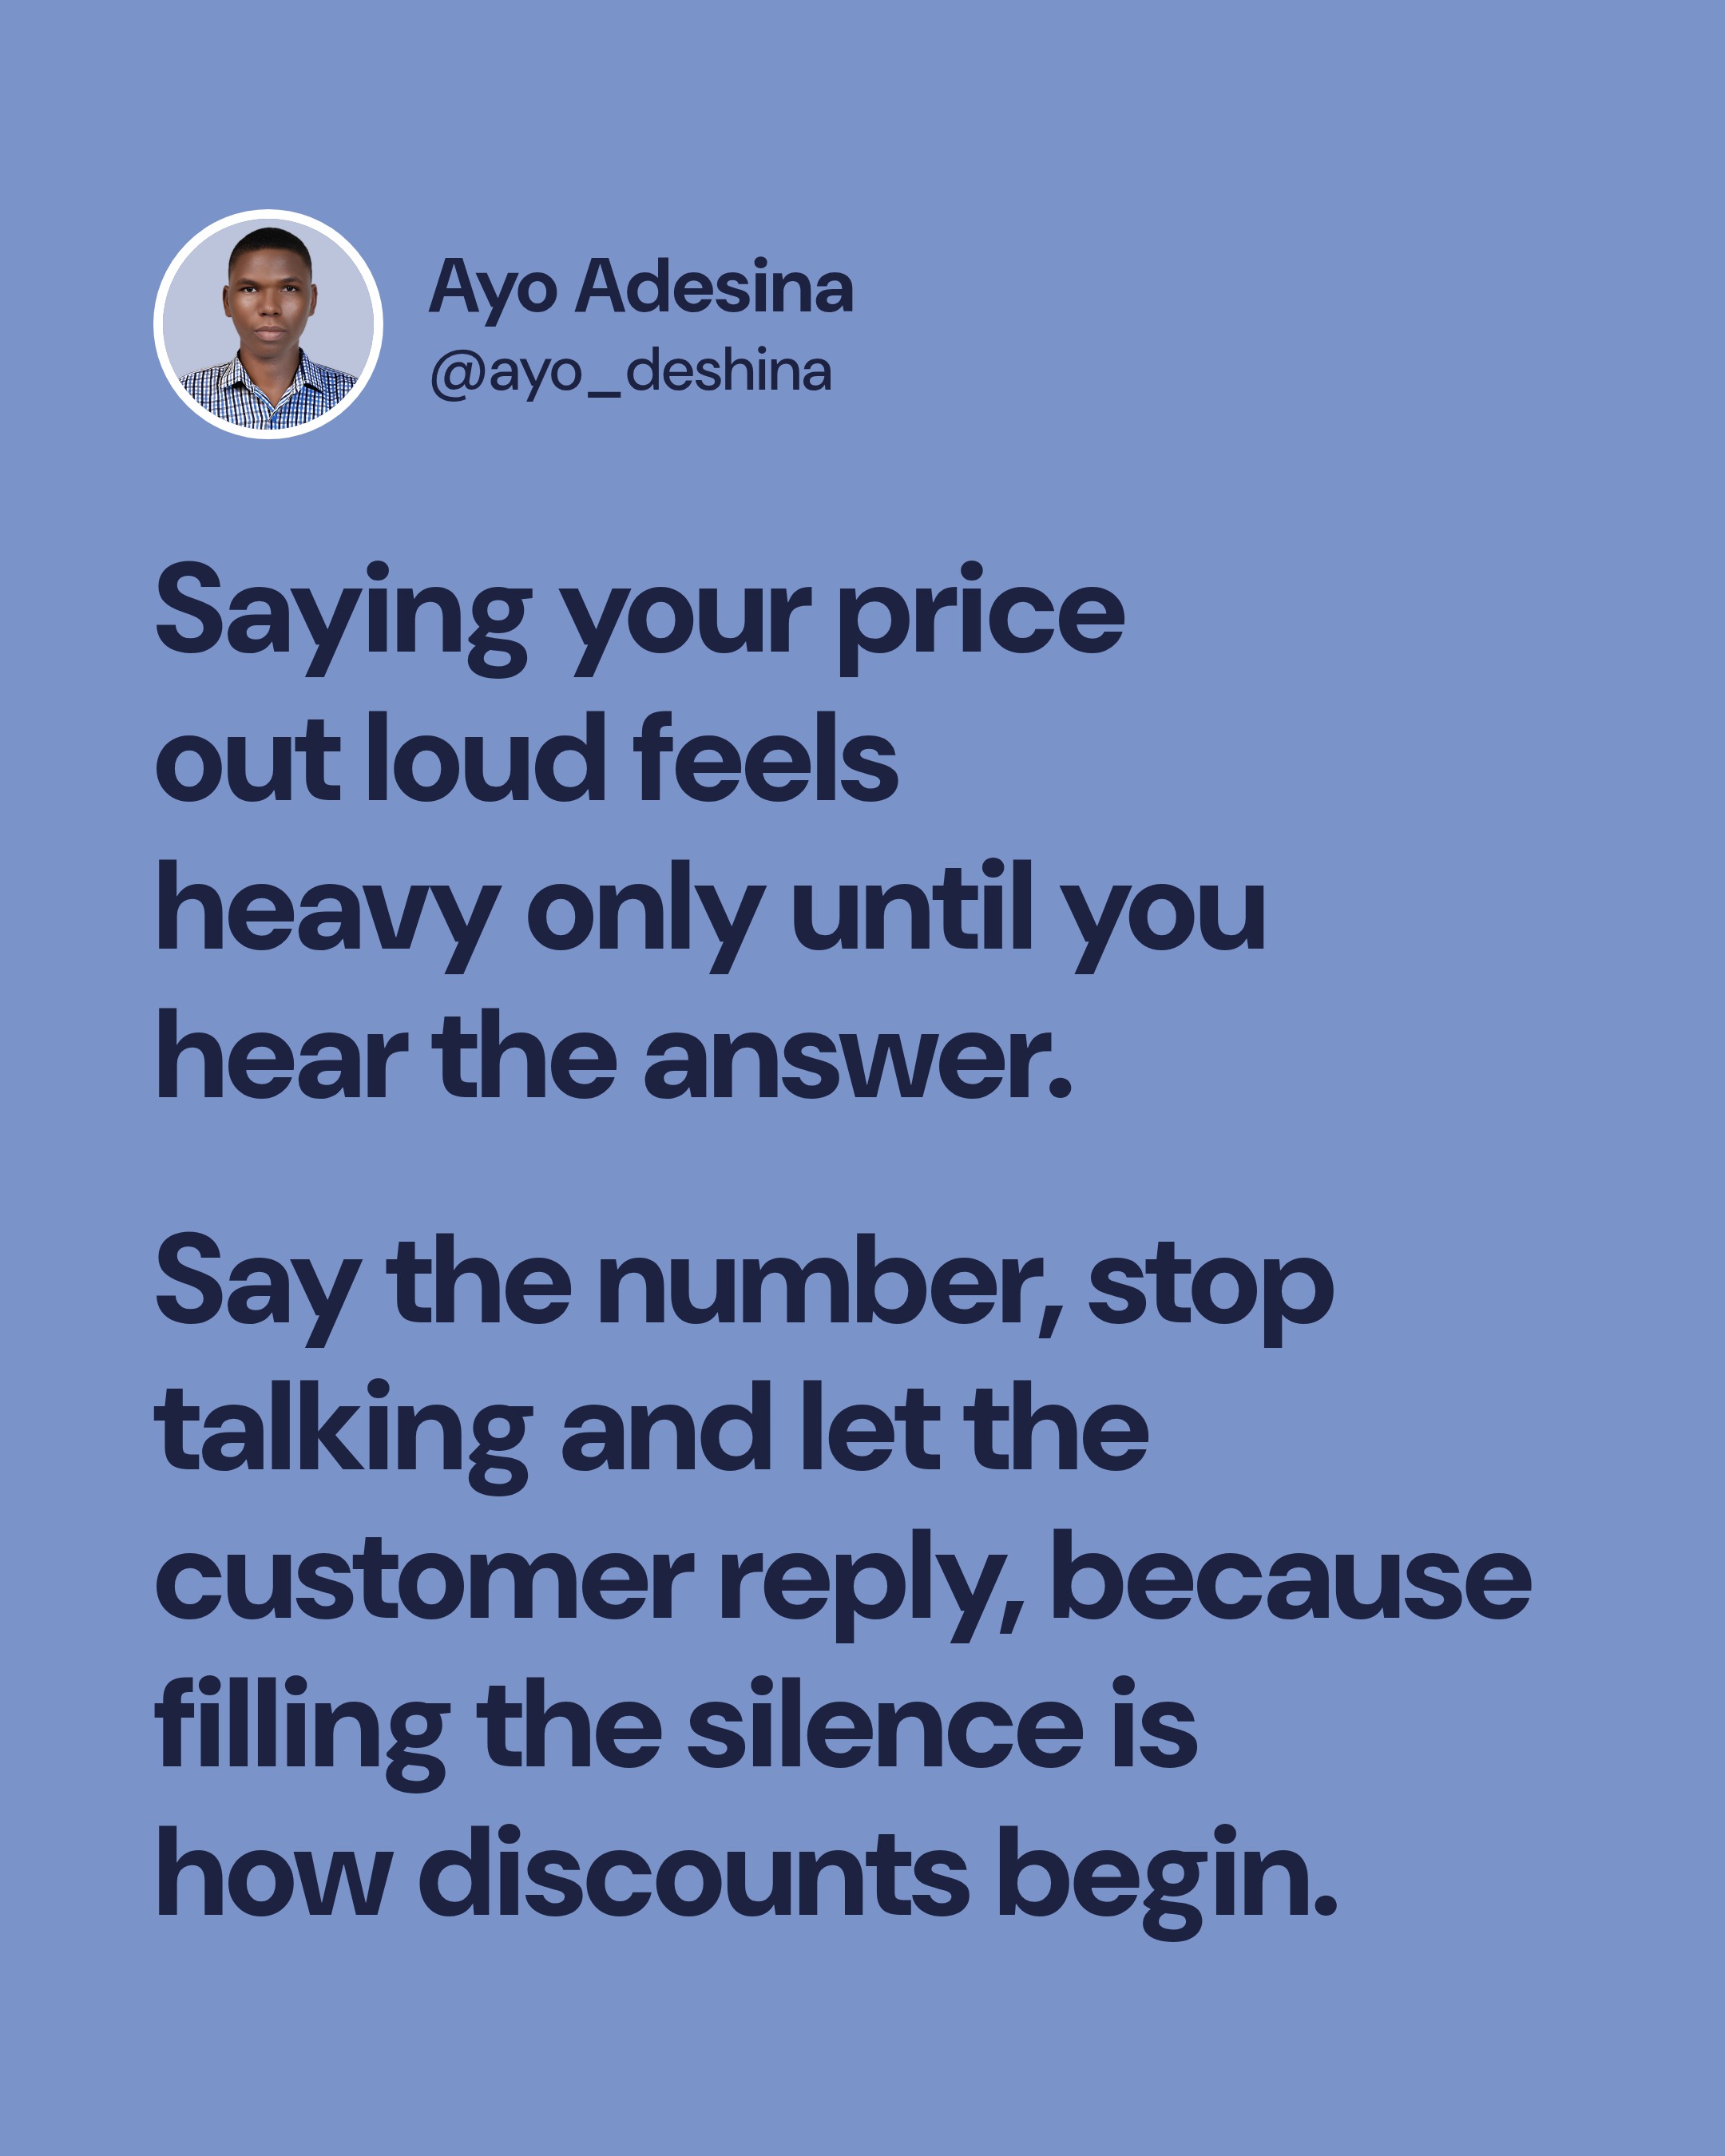 Ayo Adesina
@ayo_deshina
Saying your price
out loud feels
heavy only until you
hear the answer.
Say the number, stop
talking and let the
customer reply, because
filling the silence is
how discounts begin.